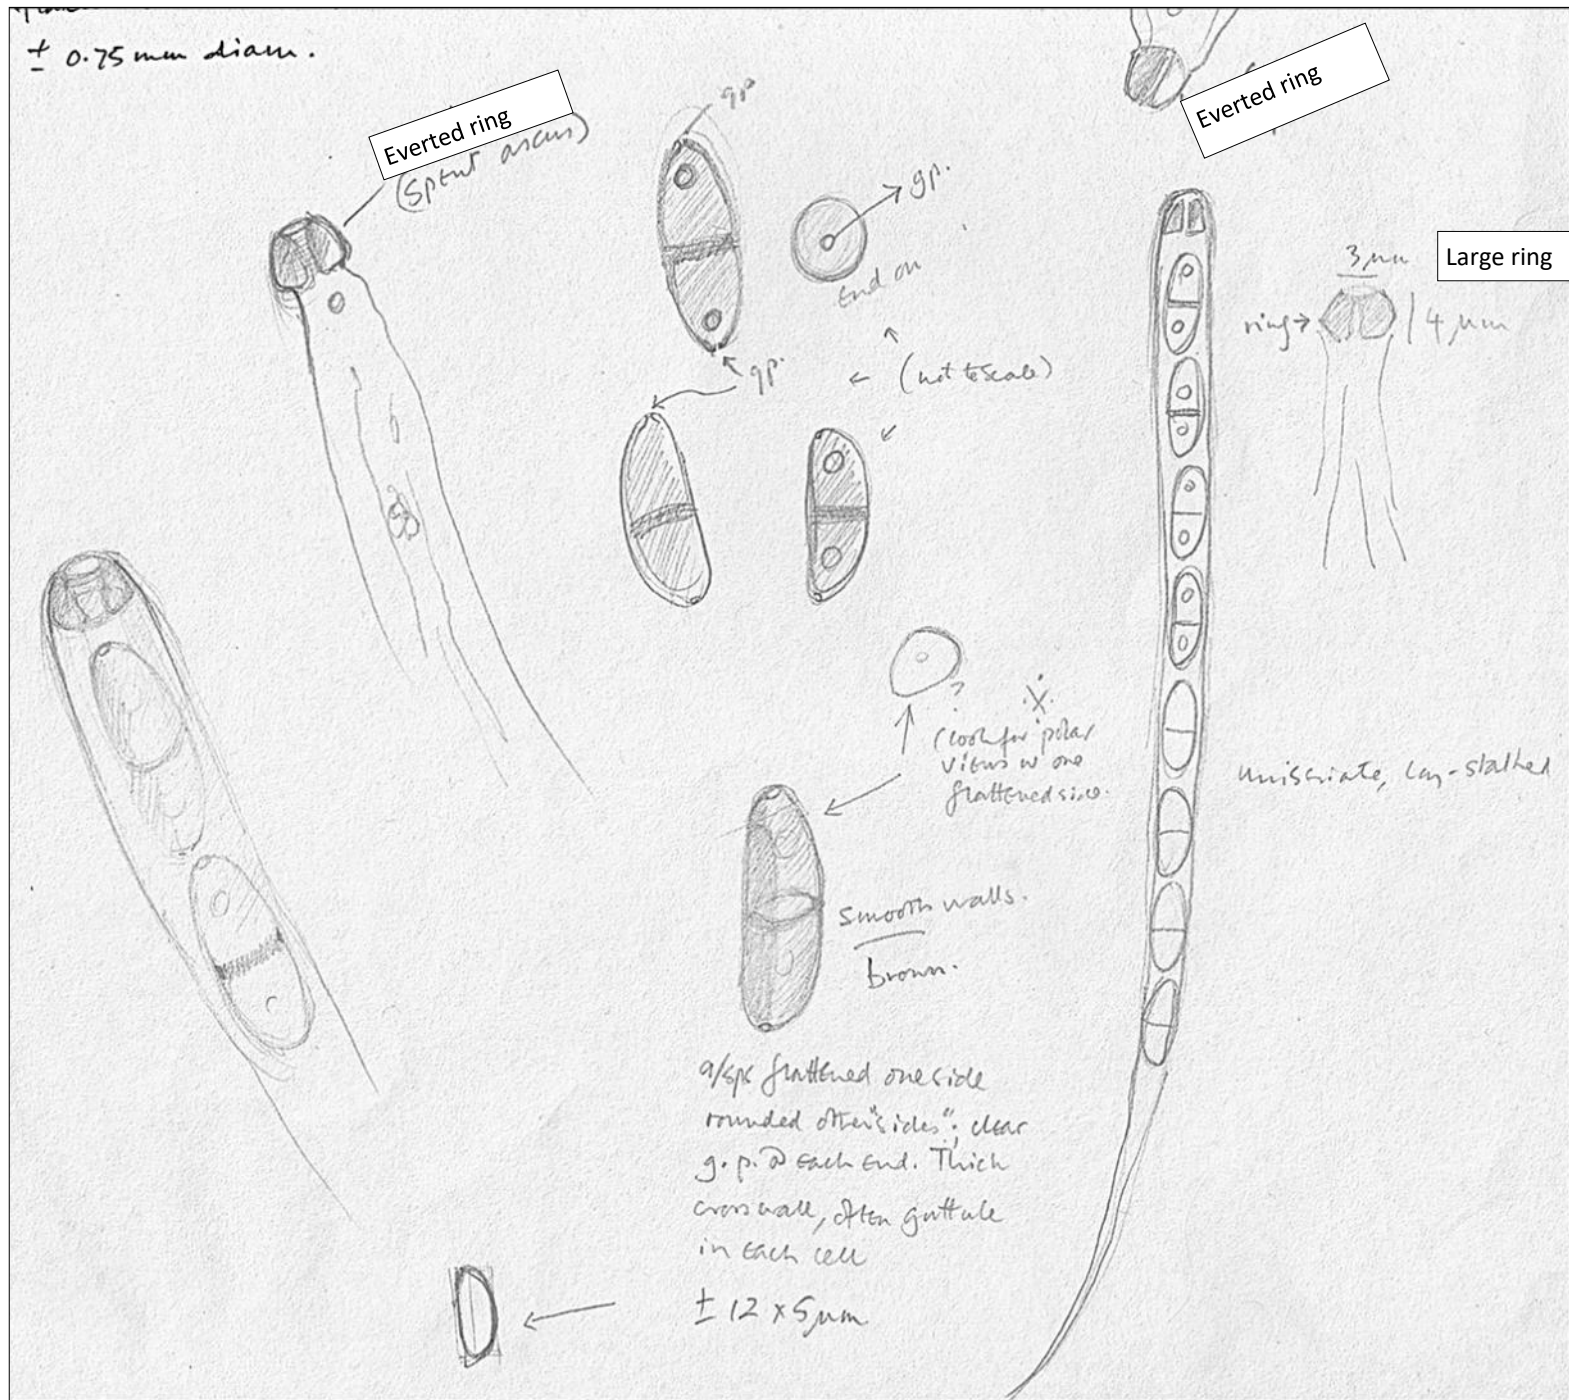 ± 0.75 mm diam.
Everted ring
(spent ascus)
gp.
gp.
End on
gp.
(not to scale)
Everted ring
Large ring
3 µm
ring→
4 µm
?
(look for polar
views w one
flattened side.
uniseriate, long-stalked
smooth walls.
brown.
a/sps flattened one side
rounded other "sides"; clear
g.p. @ each end. Thick
crosswall, often guttule
in each cell
± 12 x 5 µm